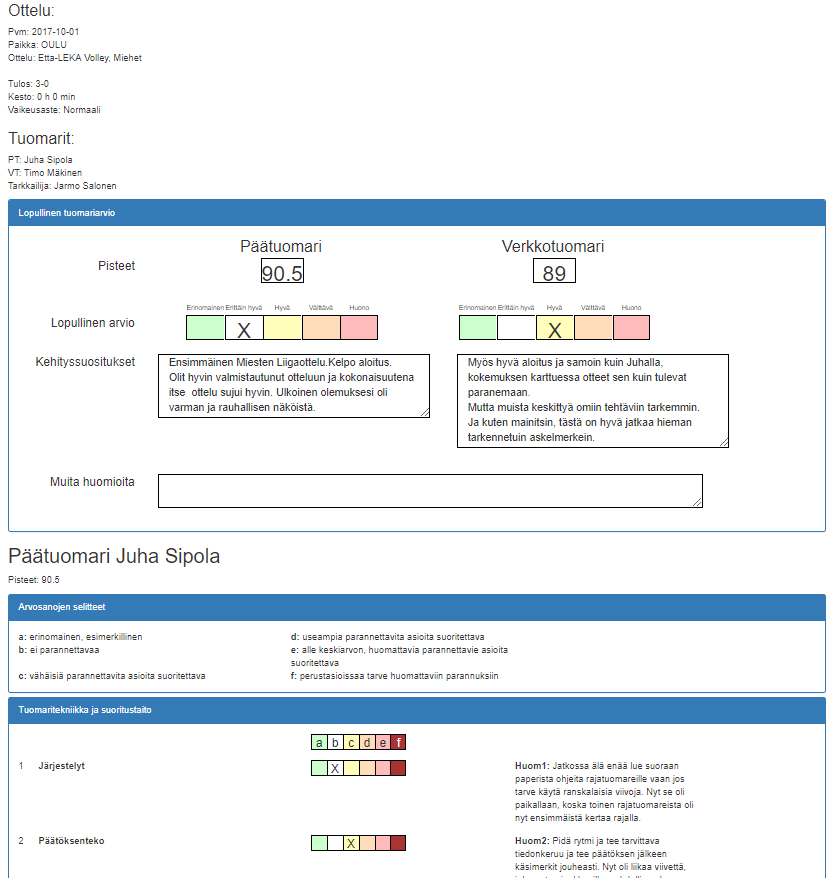 Ottelu:
Pvm: 2017-10-01
Paikka: OULU
Ottelu: Etta-LEKA Volley, Miehet
Tulos: 3-0
Kesto: 0 h 0 min
Vaikeusaste: Normaali
Tuomarit:
PT: Juha Sipola
VT: Timo Mäkinen
Tarkkailija: Jarmo Salonen
Lopullinen tuomariarvio
Päätuomari Verkkotuomari
Pisteet 90.5 89
Erinomainen Erittäin hyvä Hyvä Välttävä Huono Erinomainen Erittäin hyvä Hyvä Välttävä Huono
Lopullinen arvio X X
Kehityssuositukset
Ensimmäinen Miesten Liigaottelu.Kelpo aloitus.
Olit hyvin valmistautunut otteluun ja kokonaisuutena
itse ottelu sujui hyvin. Ulkoinen olemuksesi oli
varman ja rauhallisen näköistä.
Myös hyvä aloitus ja samoin kuin Juhalla,
kokemuksen karttuessa otteet sen kuin tulevat
paranemaan.
Mutta muista keskittyä omiin tehtäviin tarkemmin.
Ja kuten mainitsin, tästä on hyvä jatkaa hieman
tarkennetuin askelmerkein.
Muita huomioita
Päätuomari Juha Sipola
Pisteet: 90.5
Arvosanojen selitteet
a: erinomainen, esimerkillinen
b: ei parannettavaa
c: vähäisiä parannettavita asioita suoritettava
d: useampia parannettavita asioita suoritettava
e: alle keskiarvon, huomattavia parannettavie asioita
suoritettava
f: perustasioissaa tarve huomattaviin parannuksiin
Tuomaritekniikka ja suoritustaito
a b c d e f
1 Järjestelyt X
Huom1: Jatkossa älä enää lue suoraan
paperista ohjeita rajatuomareille vaan jos
tarve käytä ranskalaisia viivoja. Nyt se oli
paikallaan, koska toinen rajatuomareista oli
nyt ensimmäistä kertaa rajalla.
2 Päätöksenteko X
Huom2: Pidä rytmi ja tee tarvittava
tiedonkeruu ja tee päätöksen jälkeen
käsimerkit jouheasti. Nyt oli liikaa viivettä,